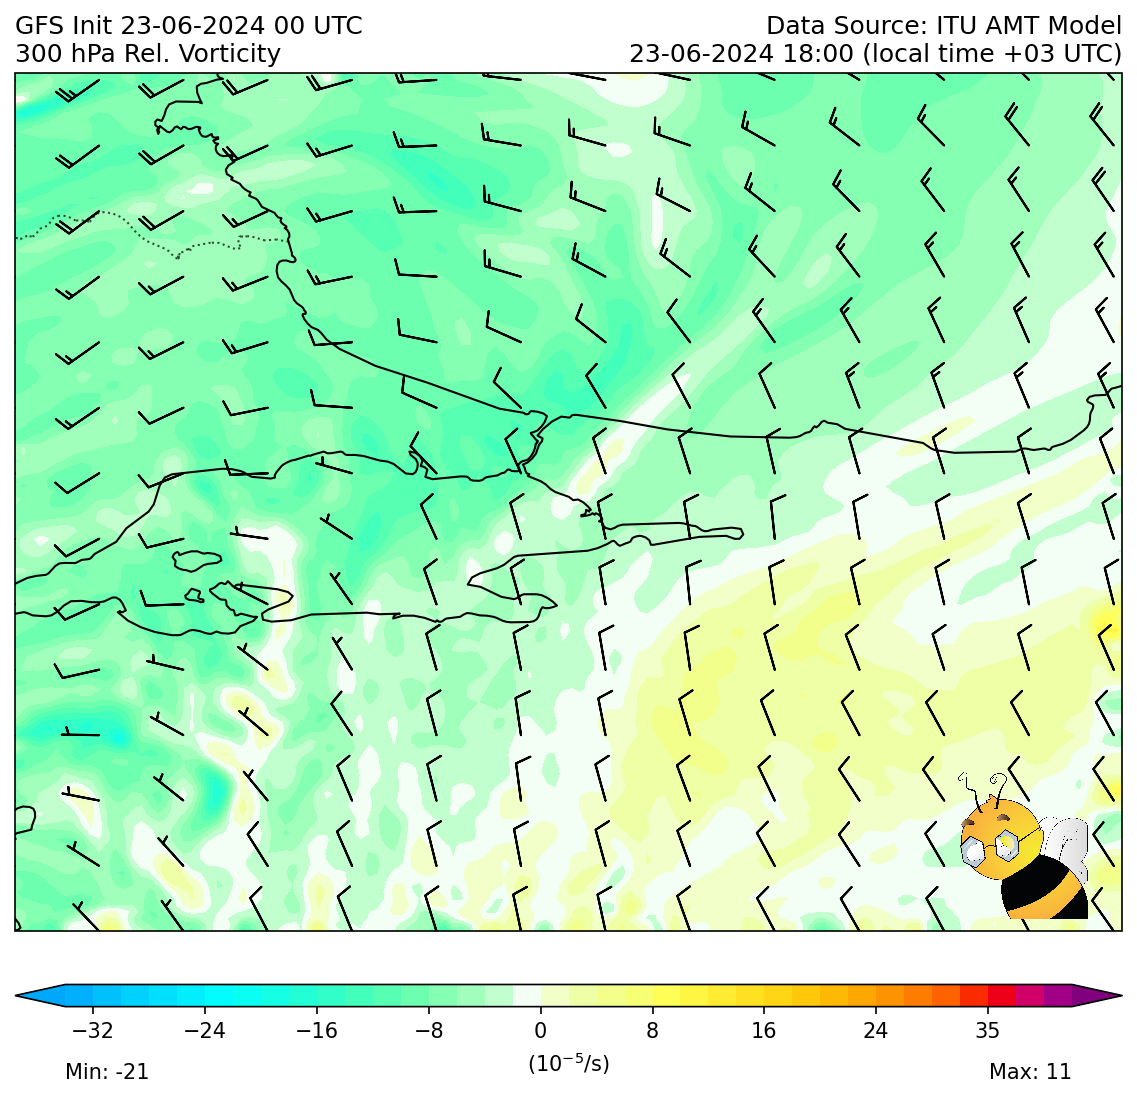 GFS Init 23-06-2024 00 UTC
Data Source: ITU AMT Model
300 hPa Rel. Vorticity
23-06-2024 18:00 (local time +03 UTC)
−32 −24 −16 −8 0 8 16 24 35
(10⁻⁵/s)
Min: -21
Max: 11